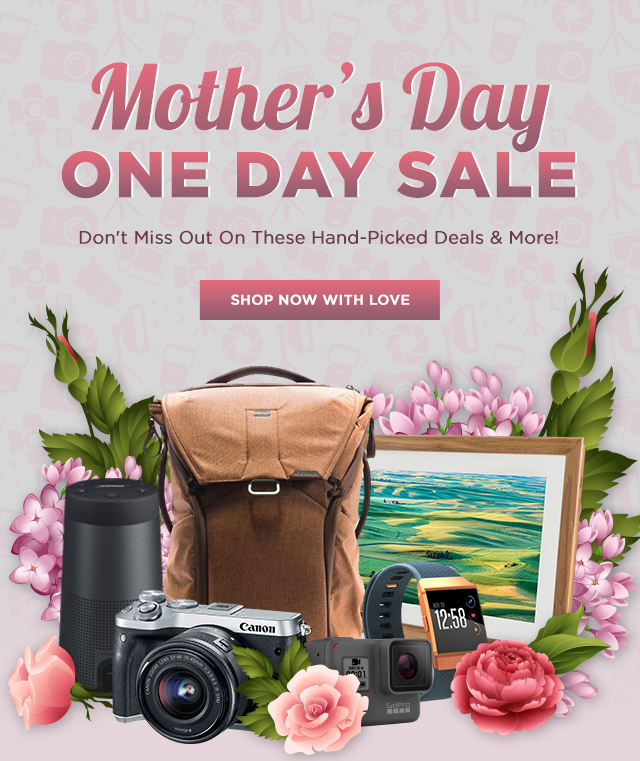 Mother's Day
ONE DAY SALE
Don't Miss Out On These Hand-Picked Deals & More!
SHOP NOW WITH LOVE
12:58
Canon
GoPro